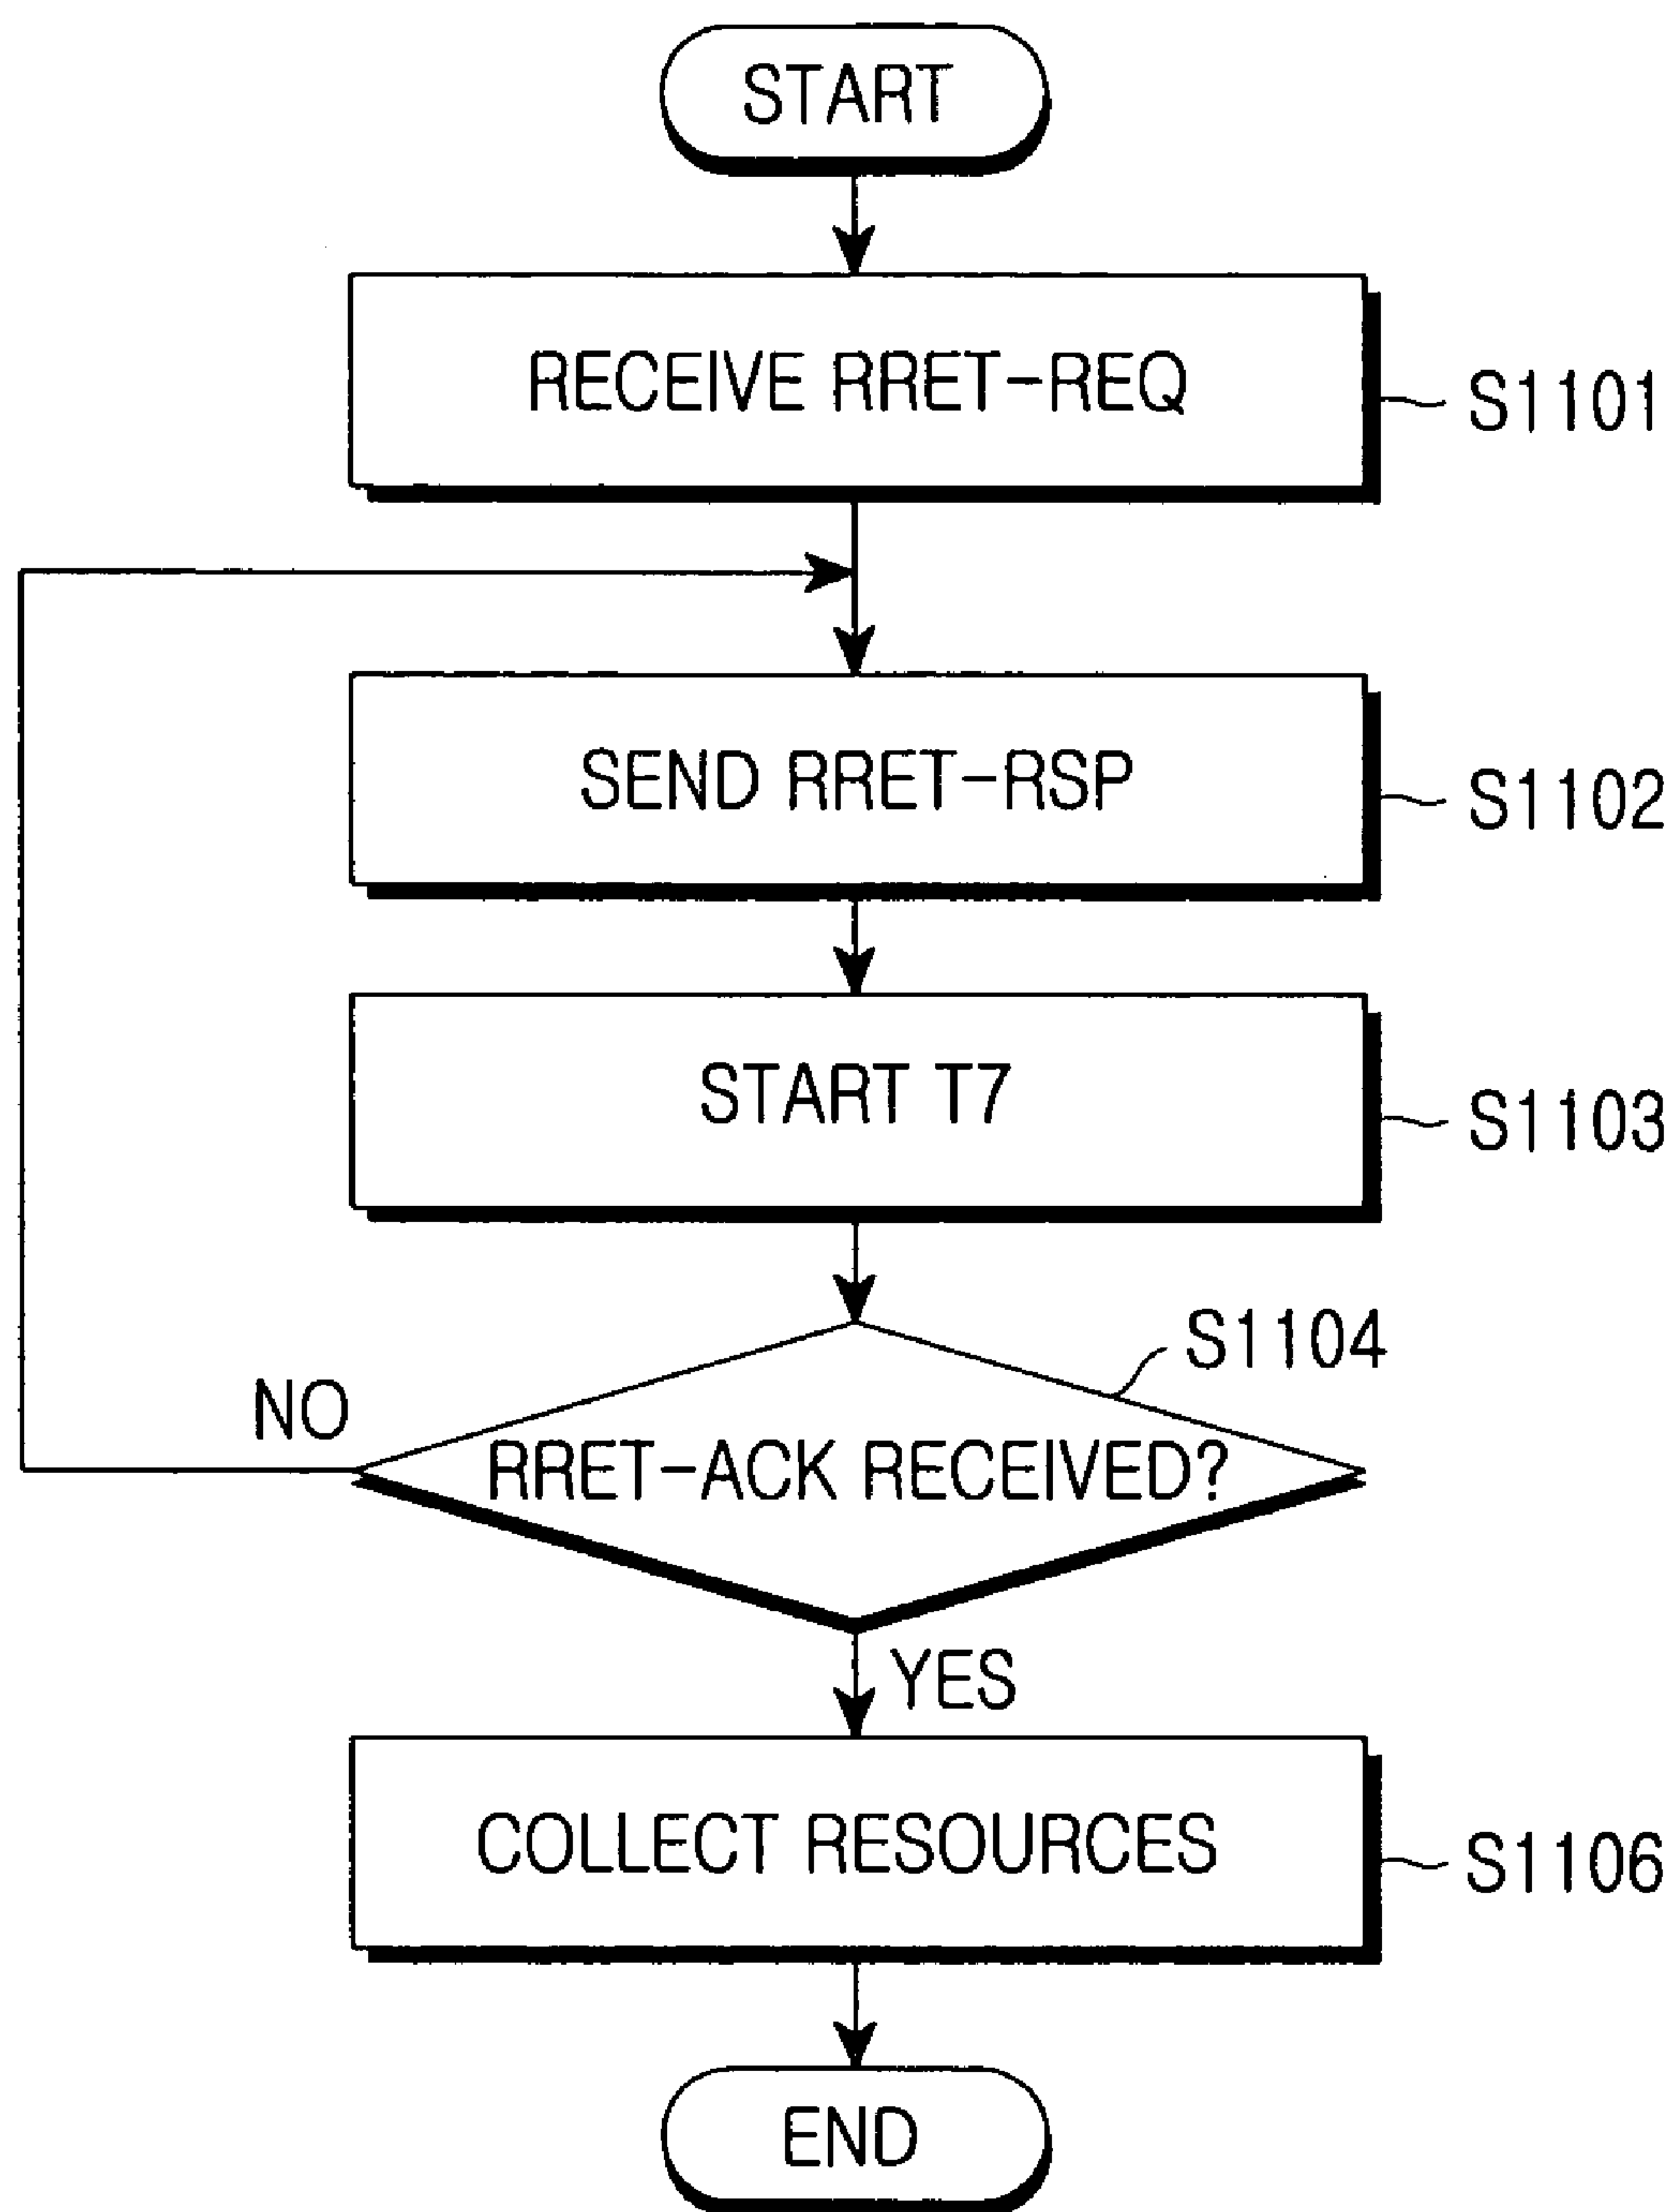 START
RECEIVE RRET-REQ
S1101
SEND RRET-RSP
S1102
START T7
S1103
S1104
NO
RRET-ACK RECEIVED?
YES
COLLECT RESOURCES
S1106
END